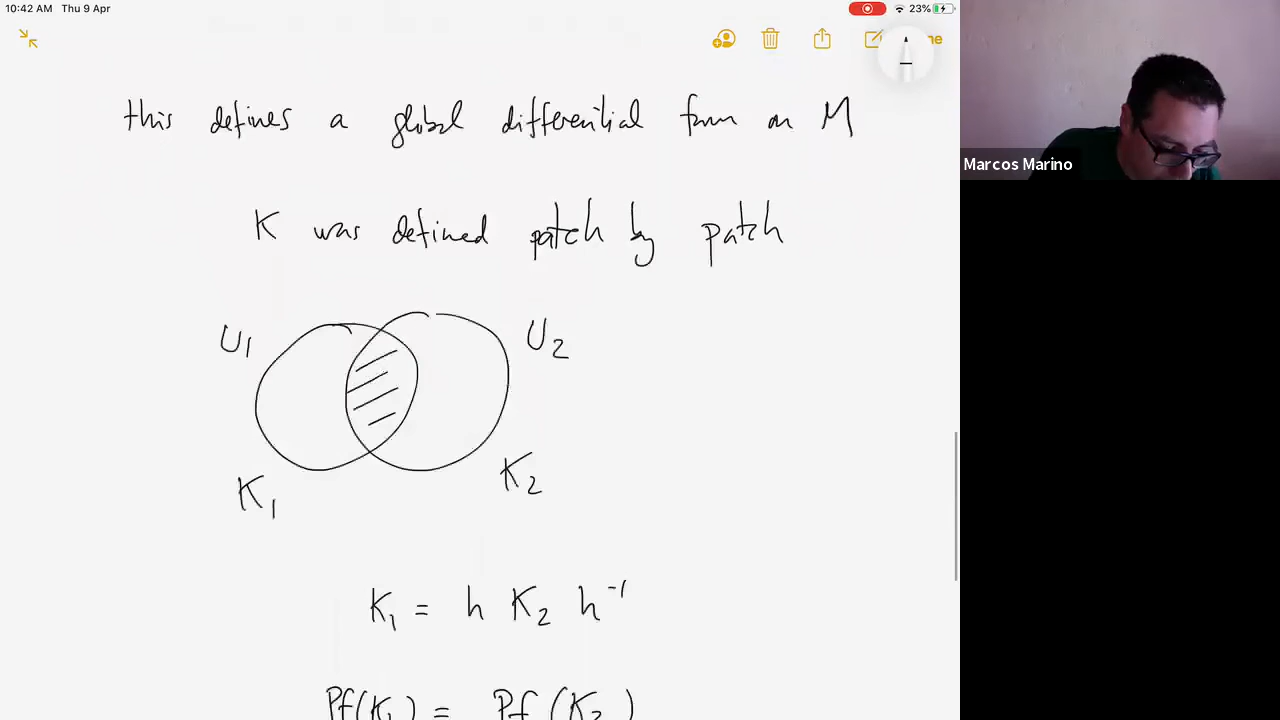 10:42 AM Thu 9 Apr
23%
ne
this defines a global differential form on M
K was defined patch by patch
U1 U2
K1 K2
K1 = h K2 h⁻¹
Pf(K1) = Pf(K2)
Marcos Marino